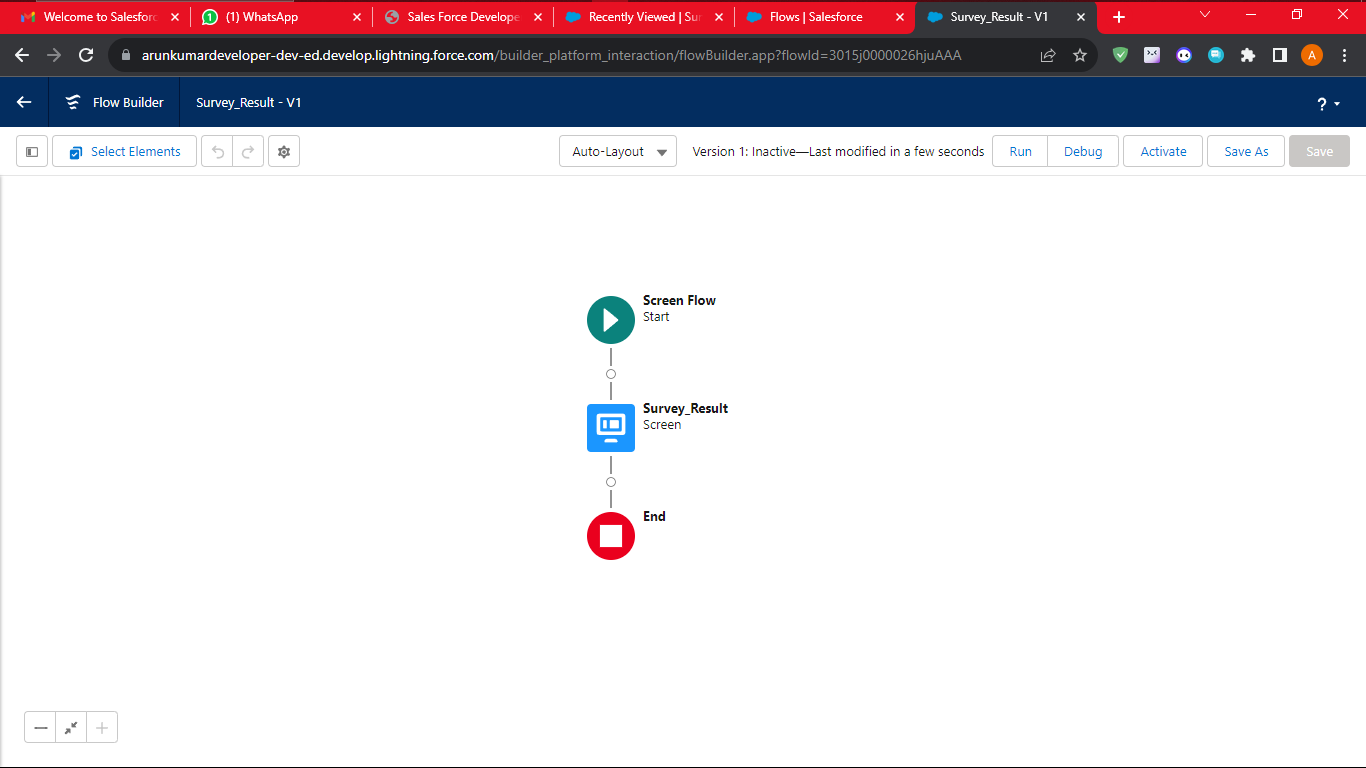 Welcome to Salesforc
(1) WhatsApp
Sales Force Develope
Recently Viewed | Sur
Flows | Salesforce
Survey_Result - V1
arunkumardeveloper-dev-ed.develop.lightning.force.com/builder_platform_interaction/flowBuilder.app?flowId=3015j0000026hjuAAA
A
Flow Builder
Survey_Result - V1
?
Select Elements
Auto-Layout
Version 1: Inactive—Last modified in a few seconds
Run
Debug
Activate
Save As
Save
Screen Flow
Start
Survey_Result
Screen
End